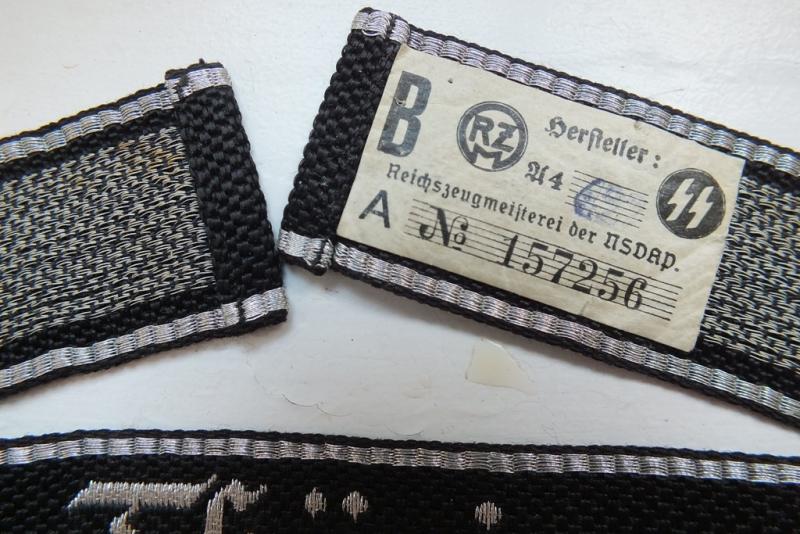 B RZM Hersteller:
A4
Reichszeugmeisterei der NSDAP.
A № 157256